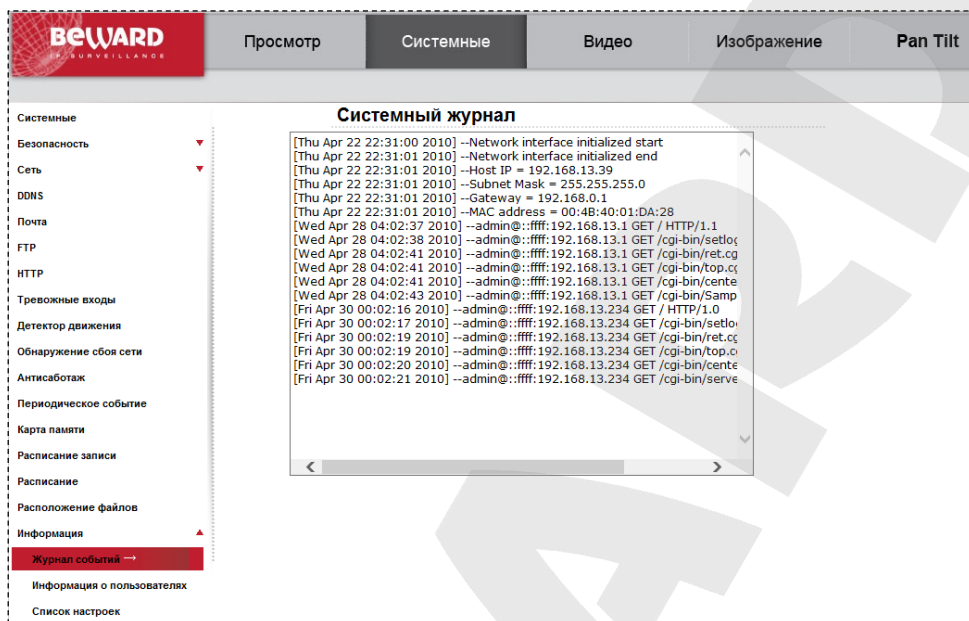 BEWARD
IP SURVEILLANCE
Просмотр
Системные
Видео
Изображение
Pan Tilt
Системные
Безопасность
Сеть
DDNS
Почта
FTP
HTTP
Тревожные входы
Детектор движения
Обнаружение сбоя сети
Антисаботаж
Периодическое событие
Карта памяти
Расписание записи
Расписание
Расположение файлов
Информация
Журнал событий →
Информация о пользователях
Список настроек
Системный журнал
[Thu Apr 22 22:31:00 2010] --Network interface initialized start
[Thu Apr 22 22:31:01 2010] --Network interface initialized end
[Thu Apr 22 22:31:01 2010] --Host IP = 192.168.13.39
[Thu Apr 22 22:31:01 2010] --Subnet Mask = 255.255.255.0
[Thu Apr 22 22:31:01 2010] --Gateway = 192.168.0.1
[Thu Apr 22 22:31:01 2010] --MAC address = 00:4B:40:01:DA:28
[Wed Apr 28 04:02:37 2010] --admin@::ffff:192.168.13.1 GET / HTTP/1.1
[Wed Apr 28 04:02:38 2010] --admin@::ffff:192.168.13.1 GET /cgi-bin/setlog
[Wed Apr 28 04:02:41 2010] --admin@::ffff:192.168.13.1 GET /cgi-bin/ret.cg
[Wed Apr 28 04:02:41 2010] --admin@::ffff:192.168.13.1 GET /cgi-bin/top.cg
[Wed Apr 28 04:02:41 2010] --admin@::ffff:192.168.13.1 GET /cgi-bin/cente
[Wed Apr 28 04:02:43 2010] --admin@::ffff:192.168.13.1 GET /cgi-bin/Samp
[Fri Apr 30 00:02:16 2010] --admin@::ffff:192.168.13.234 GET / HTTP/1.0
[Fri Apr 30 00:02:17 2010] --admin@::ffff:192.168.13.234 GET /cgi-bin/setlo
[Fri Apr 30 00:02:19 2010] --admin@::ffff:192.168.13.234 GET /cgi-bin/ret.c
[Fri Apr 30 00:02:19 2010] --admin@::ffff:192.168.13.234 GET /cgi-bin/top.c
[Fri Apr 30 00:02:20 2010] --admin@::ffff:192.168.13.234 GET /cgi-bin/cente
[Fri Apr 30 00:02:21 2010] --admin@::ffff:192.168.13.234 GET /cgi-bin/serve